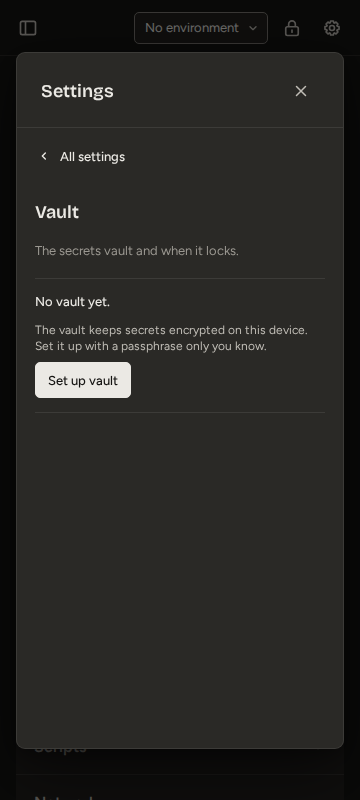 No environment
Settings
All settings
Vault
The secrets vault and when it locks.
No vault yet.
The vault keeps secrets encrypted on this device.
Set it up with a passphrase only you know.
Set up vault
Scripts